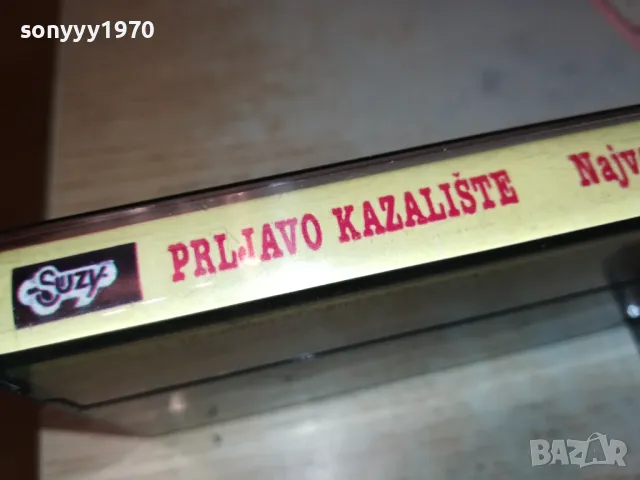 sonyyy1970
SUZY
PRLJAVO KAZALIŠTE Najv
BAZAR